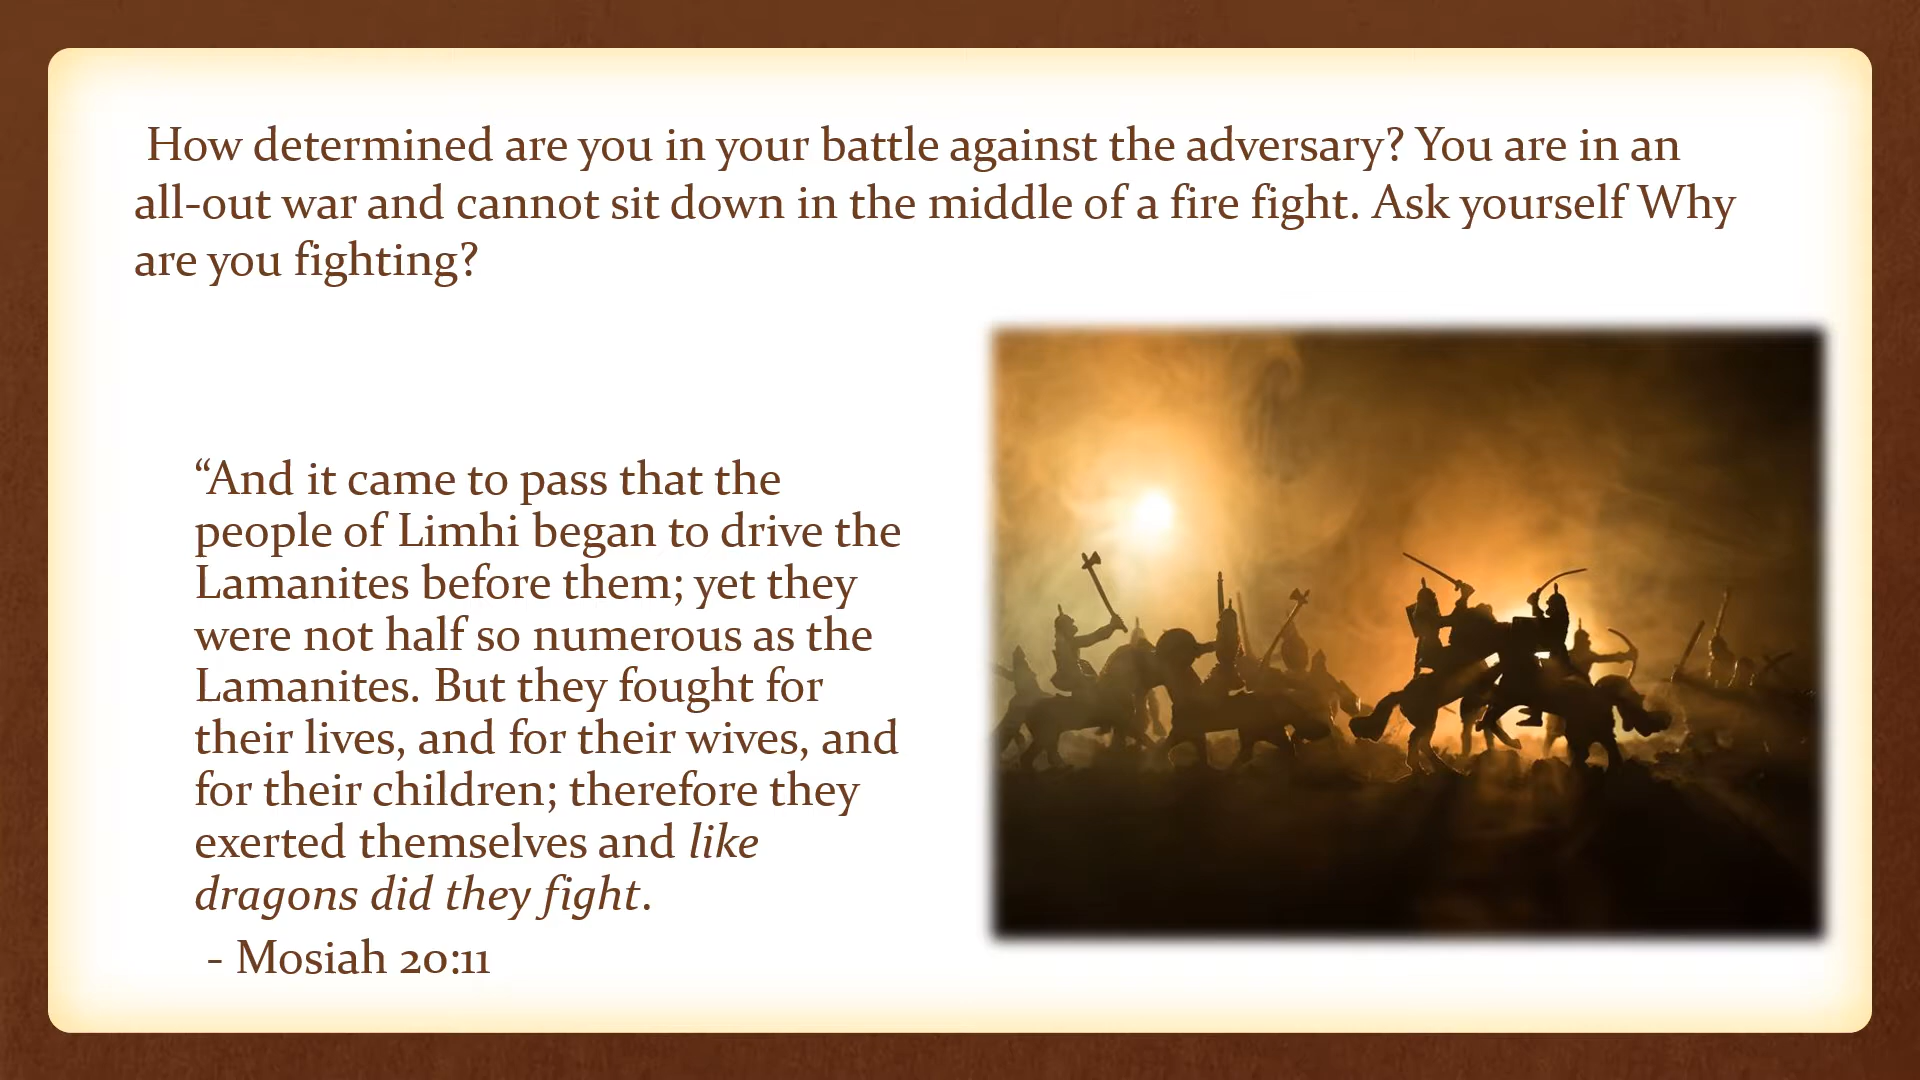 How determined are you in your battle against the adversary? You are in an
all-out war and cannot sit down in the middle of a fire fight. Ask yourself Why
are you fighting?
“And it came to pass that the
people of Limhi began to drive the
Lamanites before them; yet they
were not half so numerous as the
Lamanites. But they fought for
their lives, and for their wives, and
for their children; therefore they
exerted themselves and like
dragons did they fight.
- Mosiah 20:11